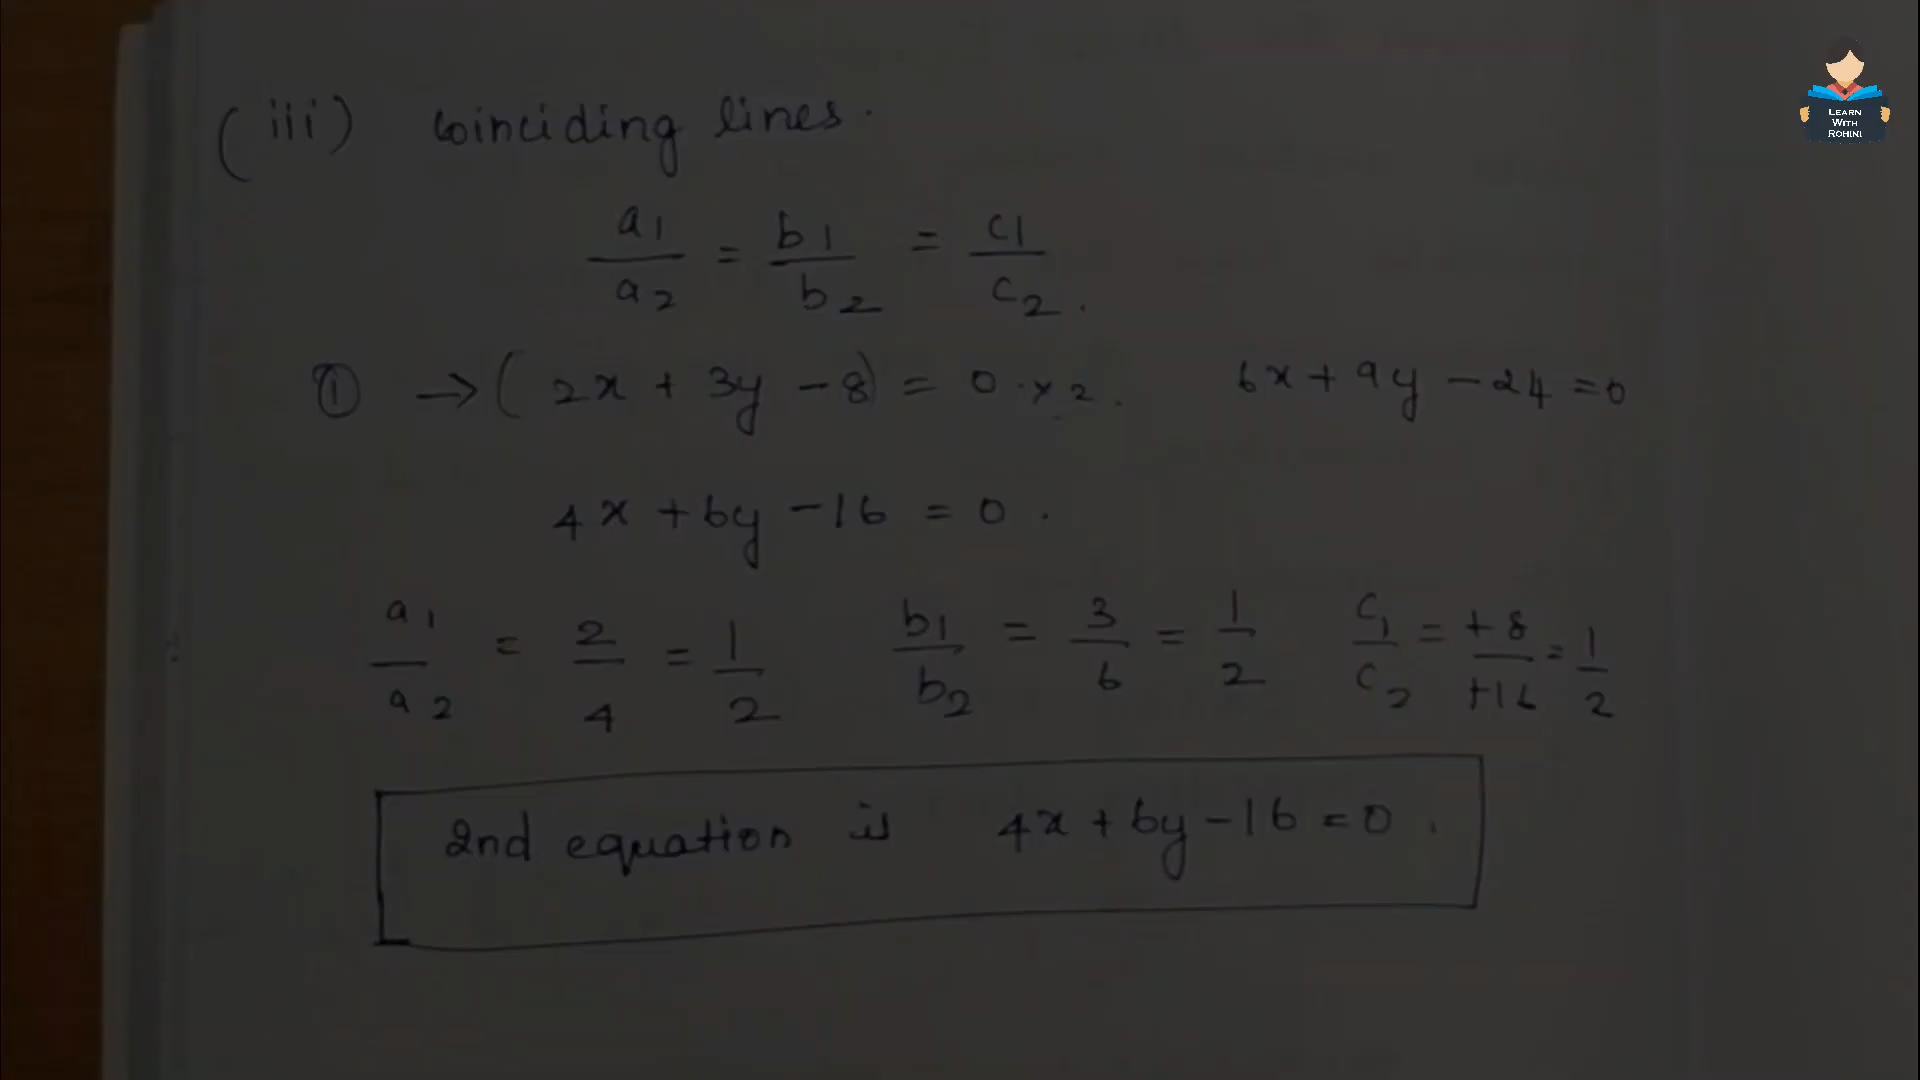 (iii) Coinciding lines.
a1/a2 = b1/b2 = c1/c2.
① → (2x + 3y - 8) = 0 × 2. 6x + 9y - 24 = 0
4x + 6y - 16 = 0.
a1/a2 = 2/4 = 1/2 b1/b2 = 3/6 = 1/2 c1/c2 = +8/+16 = 1/2
2nd equation is 4x + 6y - 16 = 0.
LEARN
WITH
ROHINI